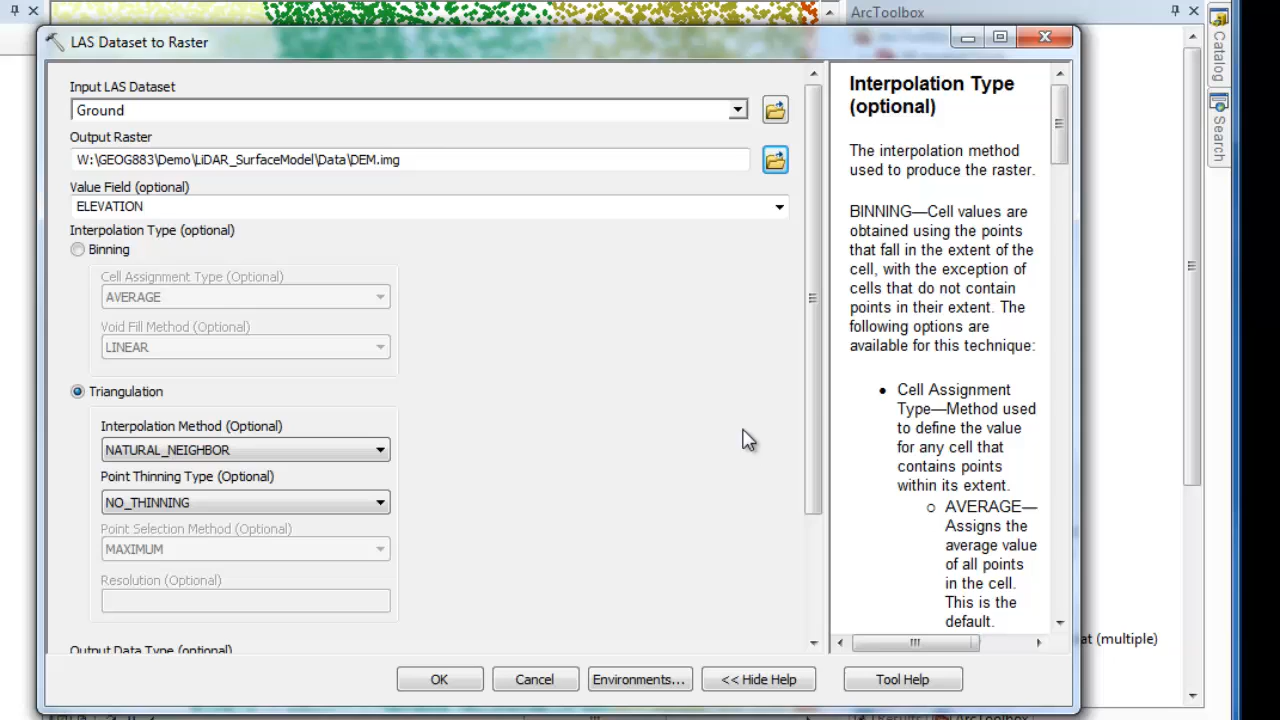 ArcToolbox
LAS Dataset to Raster
Input LAS Dataset
Ground
Output Raster
W:\GEOG883\Demo\LiDAR_SurfaceModel\Data\DEM.img
Value Field (optional)
ELEVATION
Interpolation Type (optional)
Binning
Cell Assignment Type (Optional)
AVERAGE
Void Fill Method (Optional)
LINEAR
Triangulation
Interpolation Method (Optional)
NATURAL_NEIGHBOR
Point Thinning Type (Optional)
NO_THINNING
Point Selection Method (Optional)
MAXIMUM
Resolution (Optional)
Output Data Type (optional)
OK
Cancel
Environments...
<< Hide Help
Tool Help
Interpolation Type
(optional)
The interpolation method
used to produce the raster.
BINNING—Cell values are
obtained using the points
that fall in the extent of the
cell, with the exception of
cells that do not contain
points in their extent. The
following options are
available for this technique:
• Cell Assignment
Type—Method used
to define the value
for any cell that
contains points
within its extent.
o AVERAGE—
Assigns the
average value
of all points
in the cell.
This is the
default.
Catalog
Search
at (multiple)
Results
ArcToolbox